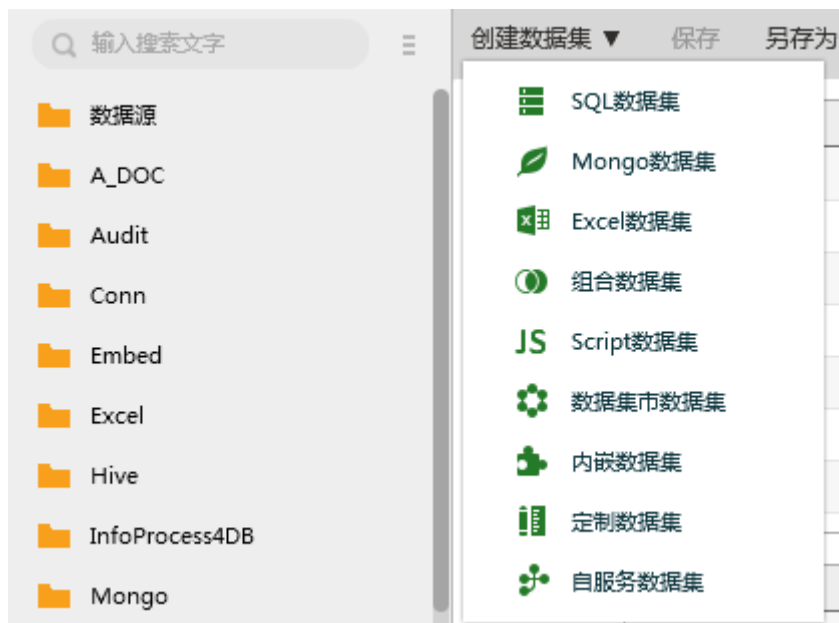 输入搜索文字
数据源
A_DOC
Audit
Conn
Embed
Excel
Hive
InfoProcess4DB
Mongo
创建数据集 ▼ 保存 另存为
SQL数据集
Mongo数据集
Excel数据集
组合数据集
JS Script数据集
数据集市数据集
内嵌数据集
定制数据集
自服务数据集